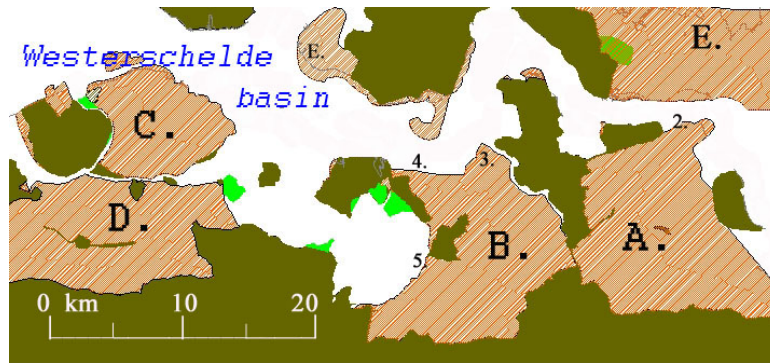 E.
E.
Westerschelde
basin
C.
2.
4.
3.
D.
B.
A.
5.
0 km 10 20